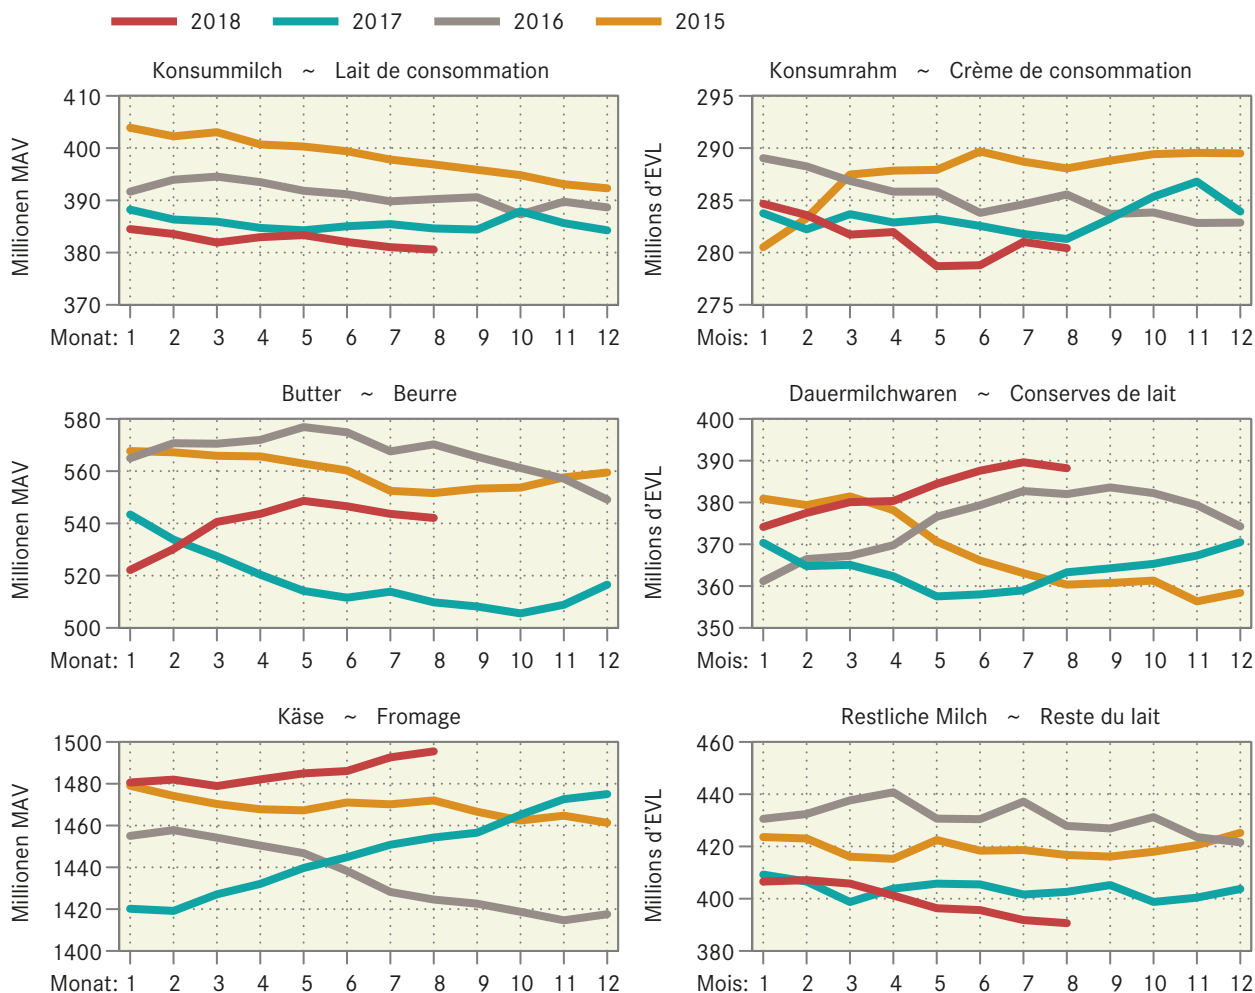 2018 2017 2016 2015
Konsummilch ~ Lait de consommation
Millionen MAV
410
400
390
380
370
Monat: 1 2 3 4 5 6 7 8 9 10 11 12
Konsumrahm ~ Crème de consommation
Millions d'EVL
295
290
285
280
275
Mois: 1 2 3 4 5 6 7 8 9 10 11 12
Butter ~ Beurre
Millionen MAV
580
560
540
520
500
Monat: 1 2 3 4 5 6 7 8 9 10 11 12
Dauermilchwaren ~ Conserves de lait
Millions d'EVL
400
390
380
370
360
350
Mois: 1 2 3 4 5 6 7 8 9 10 11 12
Käse ~ Fromage
Millionen MAV
1500
1480
1460
1440
1420
1400
Monat: 1 2 3 4 5 6 7 8 9 10 11 12
Restliche Milch ~ Reste du lait
Millions d'EVL
460
440
420
400
380
Mois: 1 2 3 4 5 6 7 8 9 10 11 12